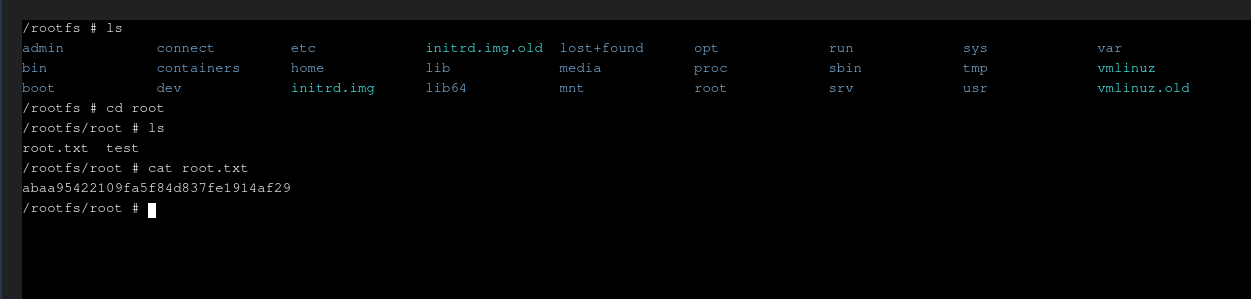 /rootfs # ls
admin connect etc initrd.img.old lost+found opt run sys var
bin containers home lib media proc sbin tmp vmlinuz
boot dev initrd.img lib64 mnt root srv usr vmlinuz.old
/rootfs # cd root
/rootfs/root # ls
root.txt test
/rootfs/root # cat root.txt
abaa95422109fa5f84d837fe1914af29
/rootfs/root #